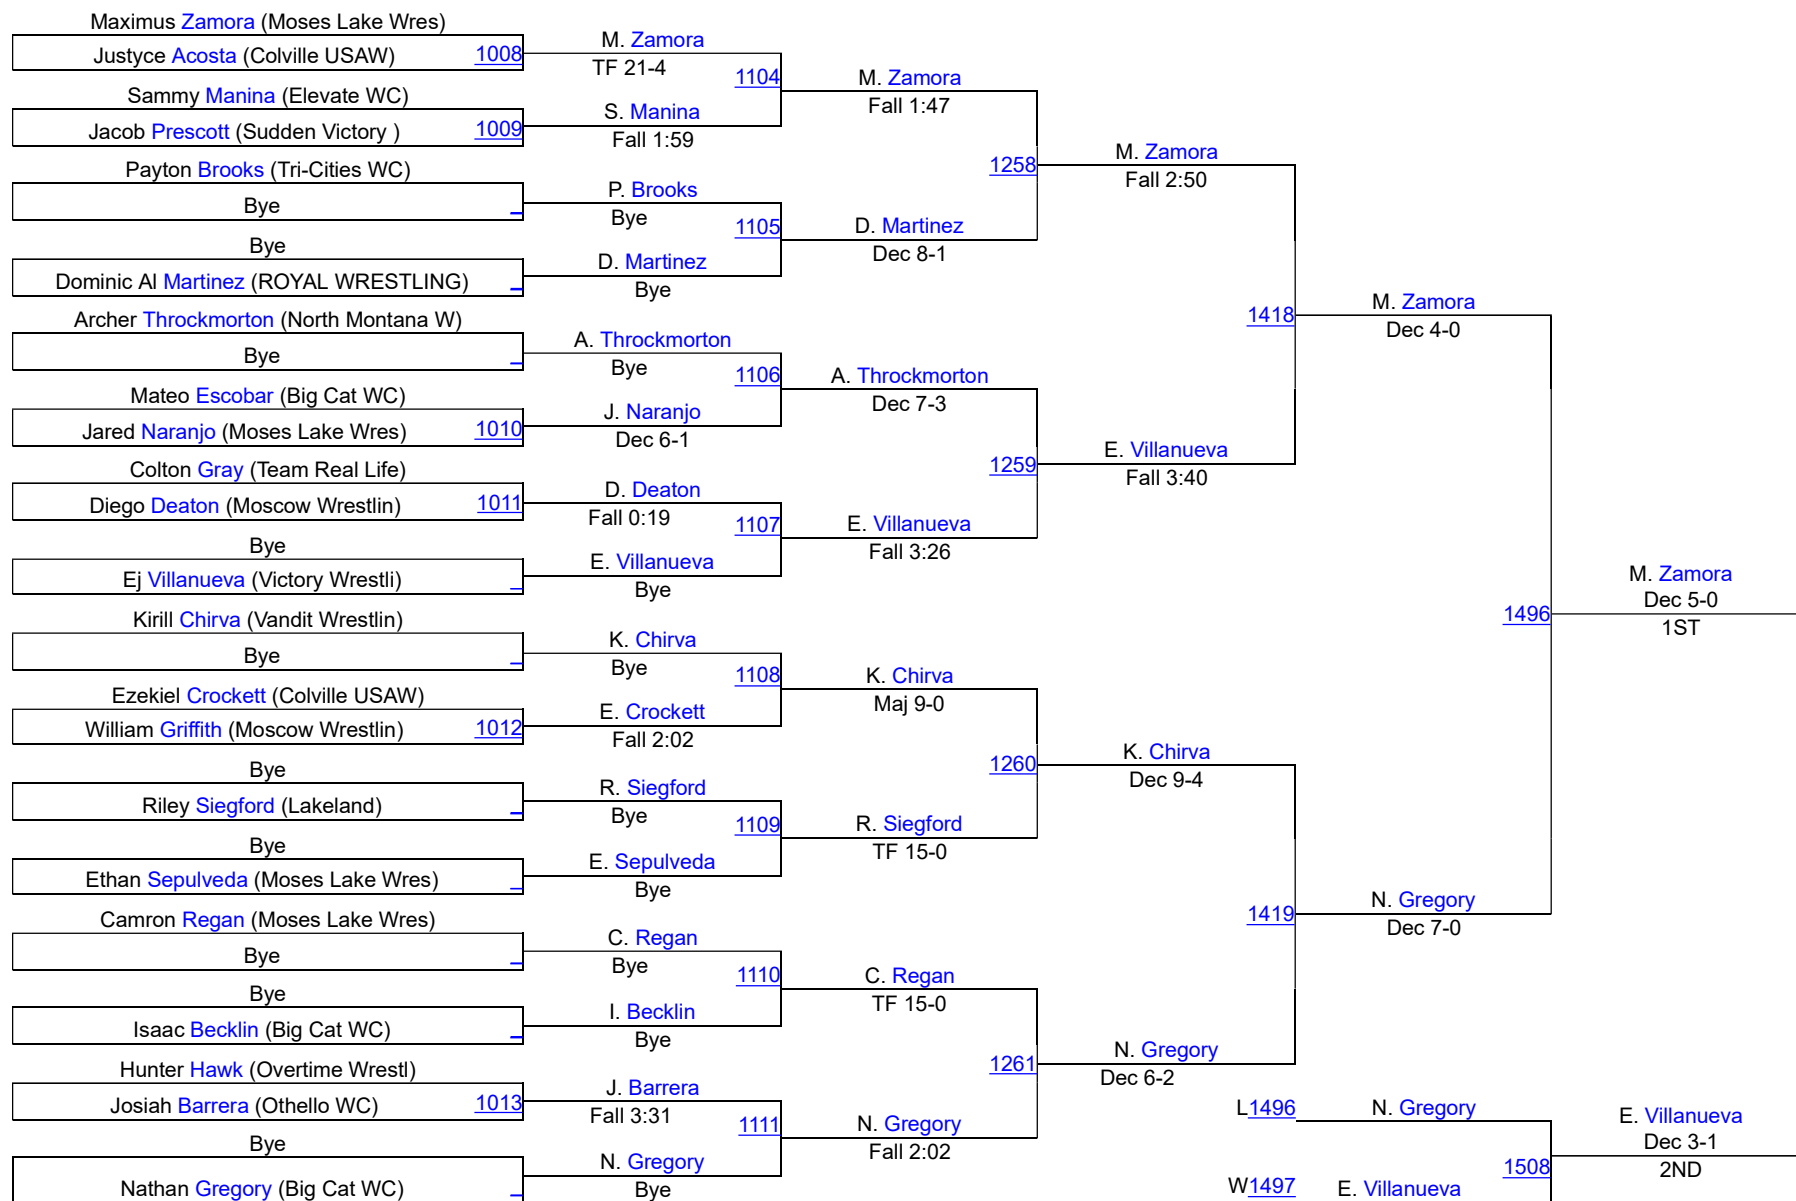 Maximus Zamora (Moses Lake Wres)
Justyce Acosta (Colville USAW) 1008
Sammy Manina (Elevate WC)
Jacob Prescott (Sudden Victory ) 1009
Payton Brooks (Tri-Cities WC)
Bye
Bye
Dominic Al Martinez (ROYAL WRESTLING)
Archer Throckmorton (North Montana W)
Bye
Mateo Escobar (Big Cat WC)
Jared Naranjo (Moses Lake Wres) 1010
Colton Gray (Team Real Life)
Diego Deaton (Moscow Wrestlin) 1011
Bye
Ej Villanueva (Victory Wrestli)
Kirill Chirva (Vandit Wrestlin)
Bye
Ezekiel Crockett (Colville USAW)
William Griffith (Moscow Wrestlin) 1012
Bye
Riley Siegford (Lakeland)
Bye
Ethan Sepulveda (Moses Lake Wres)
Camron Regan (Moses Lake Wres)
Bye
Bye
Isaac Becklin (Big Cat WC)
Hunter Hawk (Overtime Wrestl)
Josiah Barrera (Othello WC) 1013
Bye
Nathan Gregory (Big Cat WC)
M. Zamora
TF 21-4
1104
S. Manina
Fall 1:59
P. Brooks
Bye
1105
D. Martinez
Bye
A. Throckmorton
Bye
1106
J. Naranjo
Dec 6-1
D. Deaton
Fall 0:19
1107
E. Villanueva
Bye
K. Chirva
Bye
1108
E. Crockett
Fall 2:02
R. Siegford
Bye
1109
E. Sepulveda
Bye
C. Regan
Bye
1110
I. Becklin
Bye
J. Barrera
Fall 3:31
1111
N. Gregory
Bye
M. Zamora
Fall 1:47
1258
D. Martinez
Dec 8-1
A. Throckmorton
Dec 7-3
1259
E. Villanueva
Fall 3:26
K. Chirva
Maj 9-0
1260
R. Siegford
TF 15-0
C. Regan
TF 15-0
1261
N. Gregory
Fall 2:02
M. Zamora
Fall 2:50
1418
E. Villanueva
Fall 3:40
K. Chirva
Dec 9-4
1419
N. Gregory
Dec 6-2
M. Zamora
Dec 4-0
1496
N. Gregory
Dec 7-0
M. Zamora
Dec 5-0
1ST
L1496 N. Gregory
W1497 E. Villanueva
1508
E. Villanueva
Dec 3-1
2ND